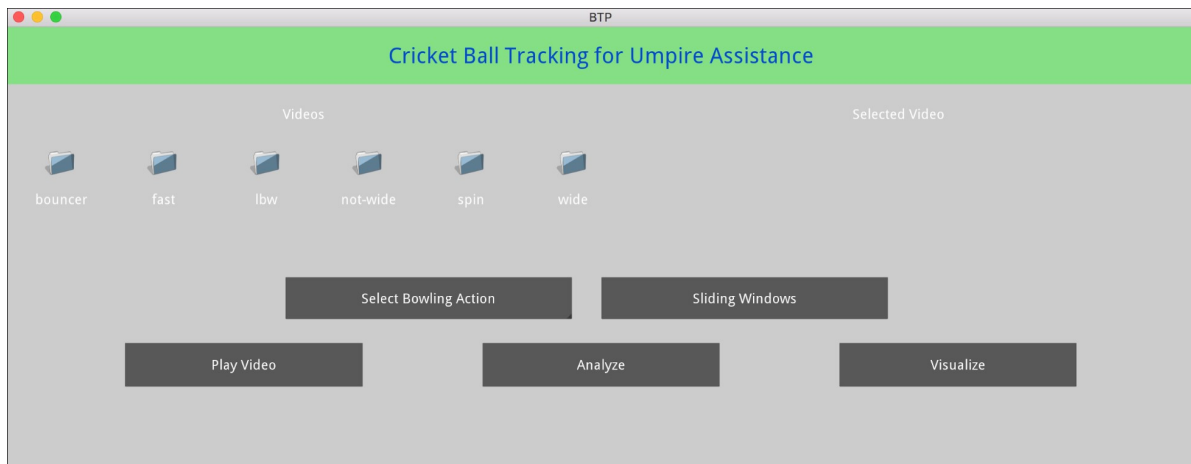 BTP
Cricket Ball Tracking for Umpire Assistance
Videos
Selected Video
bouncer
fast
lbw
not-wide
spin
wide
Select Bowling Action
Sliding Windows
Play Video
Analyze
Visualize